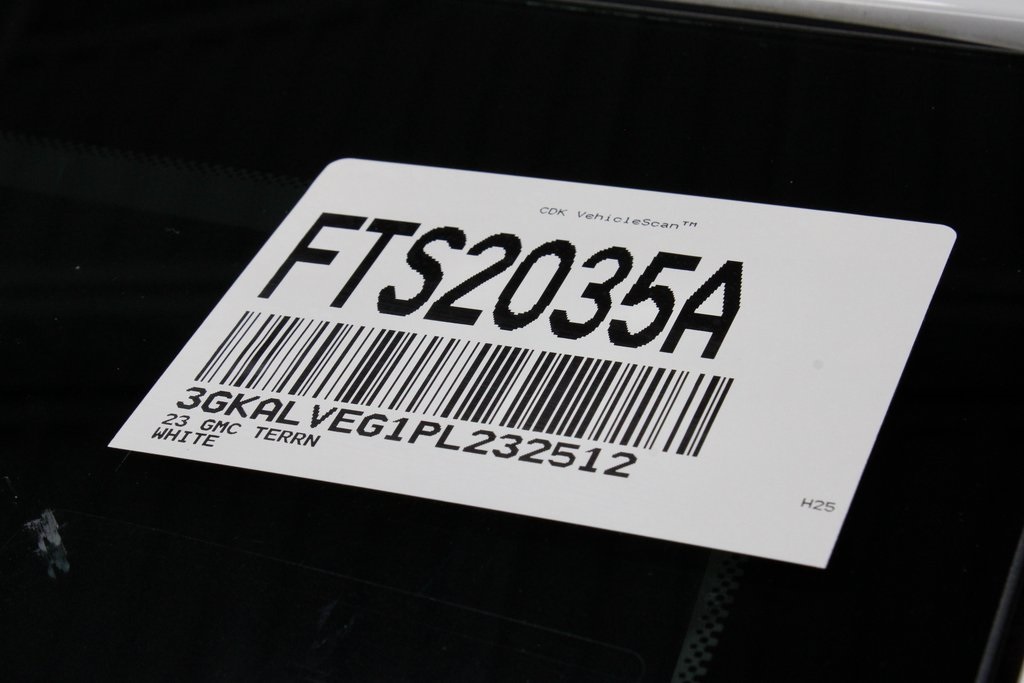 CDK VehicleScan™
FTS2035A
3GKALVEG1PL232512
23 GMC TERRN
WHITE
H25